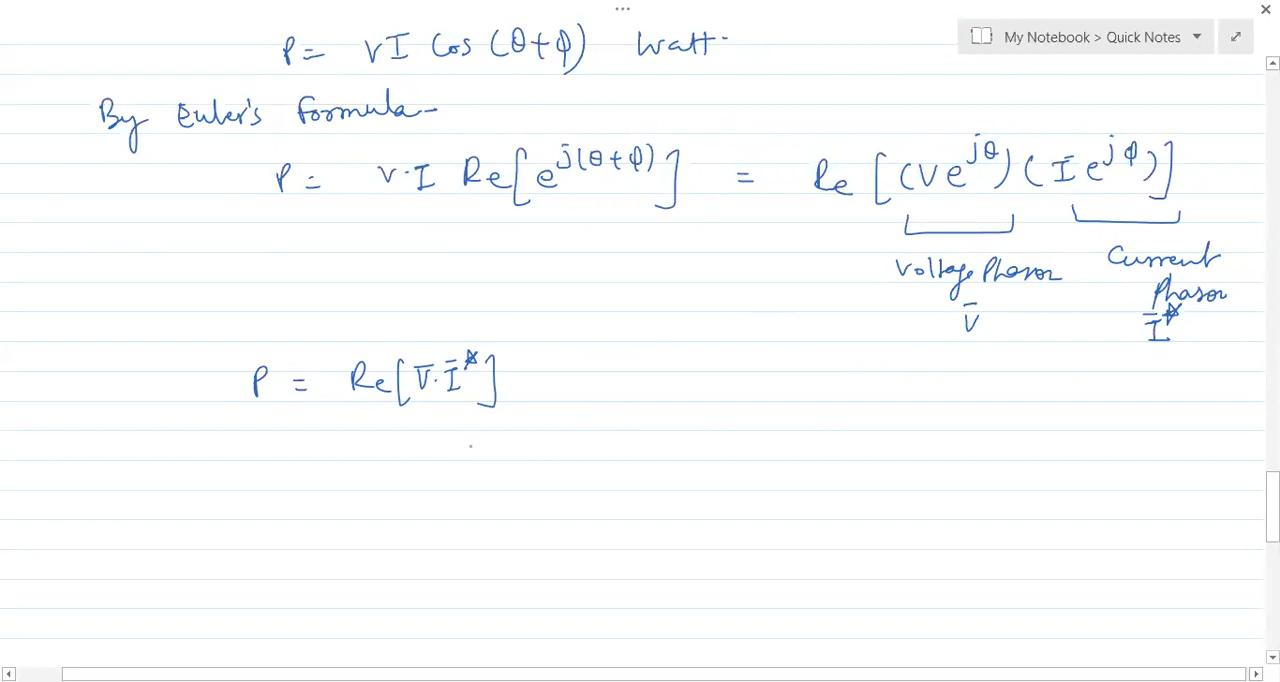 ...
P = VI Cos (θ+φ) Watt.
My Notebook > Quick Notes
By Euler's Formula-
P = V·I Re[e^{j(θ+φ)}] = Re[(Ve^{jθ})(Ie^{jφ})]
Voltage Phasor Current
Phasor
V̄ Ī*
P = Re[V̄·Ī*]